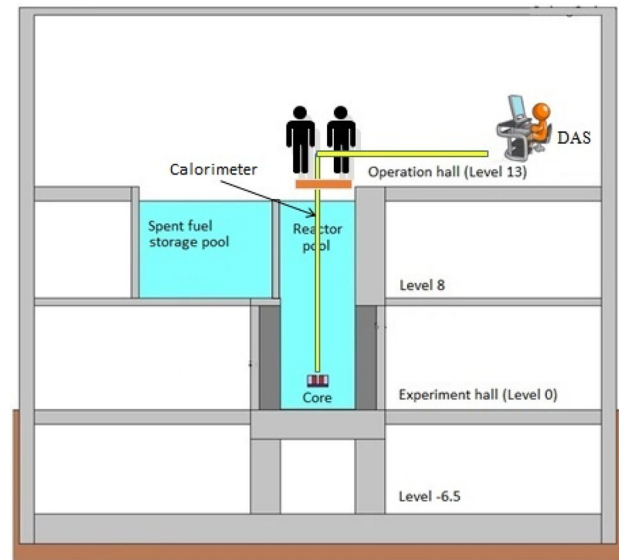 DAS
Calorimeter
Operation hall (Level 13)
Spent fuel
storage pool
Reactor
pool
Level 8
Core
Experiment hall (Level 0)
Level -6.5